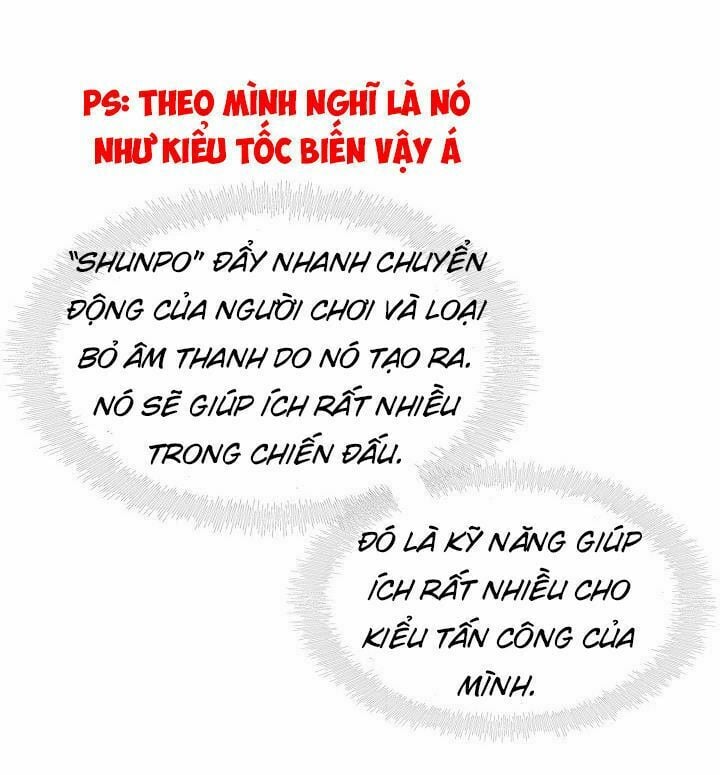 PS: THEO MÌNH NGHĨ LÀ NÓ
NHƯ KIỂU TỐC BIẾN VẬY Á
"SHUNPO" ĐẨY NHANH CHUYỂN
ĐỘNG CỦA NGƯỜI CHƠI VÀ LOẠI
BỎ ÂM THANH DO NÓ TẠO RA.
NÓ SẼ GIÚP ÍCH RẤT NHIỀU
TRONG CHIẾN ĐẤU.
ĐÓ LÀ KỸ NĂNG GIÚP
ÍCH RẤT NHIỀU CHO
KIỂU TẤN CÔNG CỦA
MÌNH.